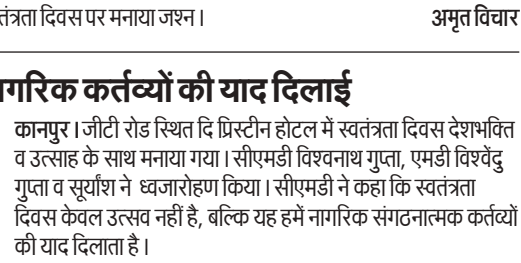 तंत्रता दिवस पर मनाया जश्न। अमृत विचार
नागरिक कर्तव्यों की याद दिलाई
कानपुर। जीटी रोड स्थित दि प्रिस्टीन होटल में स्वतंत्रता दिवस देशभक्ति
व उत्साह के साथ मनाया गया। सीएमडी विश्वनाथ गुप्ता, एमडी विश्वेंदु
गुप्ता व सूर्यांश ने ध्वजारोहण किया। सीएमडी ने कहा कि स्वतंत्रता
दिवस केवल उत्सव नहीं है, बल्कि यह हमें नागरिक संगठनात्मक कर्तव्यों
की याद दिलाता है।